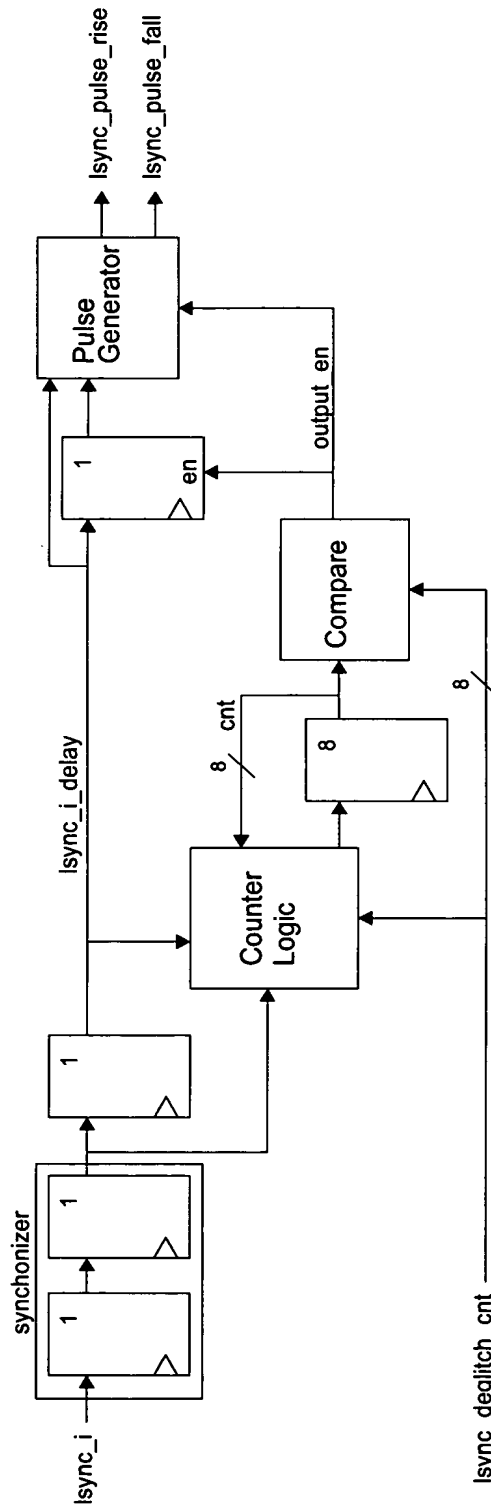 lsync_i
synchonizer
1
1
1
lsync_i_delay
Counter
Logic
8
cnt
8
Compare
output_en
1
en
Pulse
Generator
lsync_pulse_rise
lsync_pulse_fall
lsync_deglitch_cnt
8